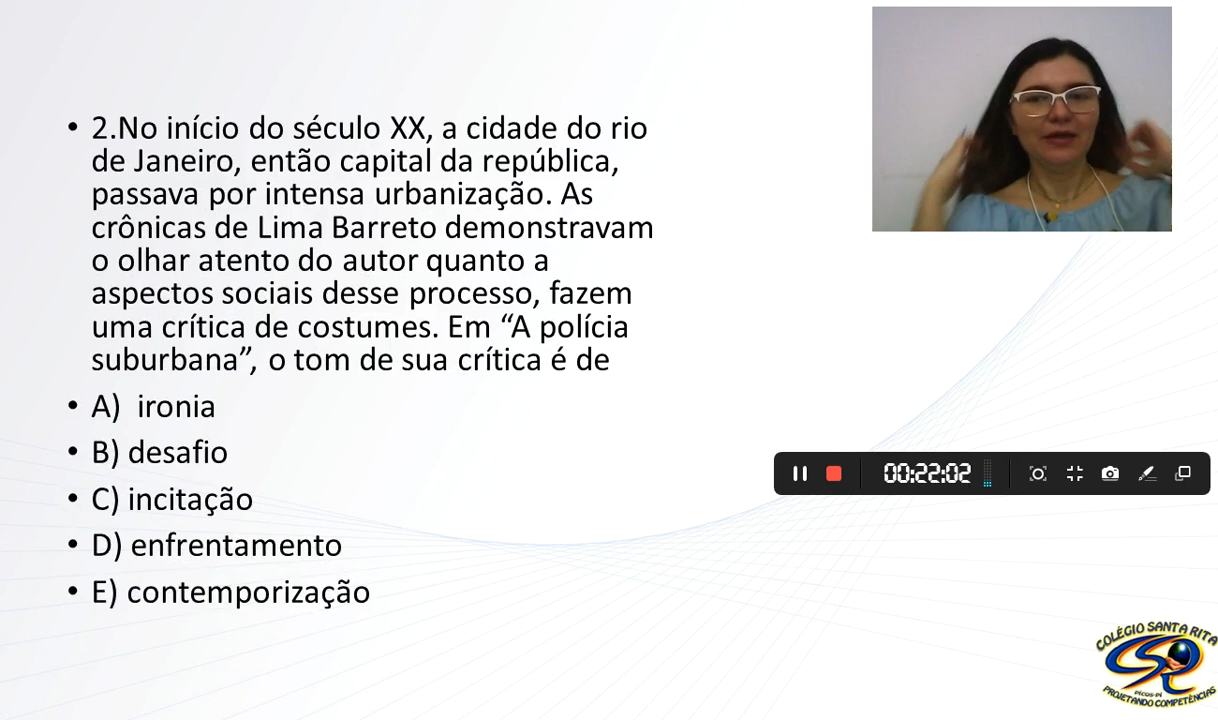 2.No início do século XX, a cidade do rio
de Janeiro, então capital da república,
passava por intensa urbanização. As
crônicas de Lima Barreto demonstravam
o olhar atento do autor quanto a
aspectos sociais desse processo, fazem
uma crítica de costumes. Em “A polícia
suburbana”, o tom de sua crítica é de
A) ironia
B) desafio
C) incitação
D) enfrentamento
E) contemporização
00:22:02
COLÉGIO SANTA RITA
PICOS-PI
PROJETANDO COMPETÊNCIAS